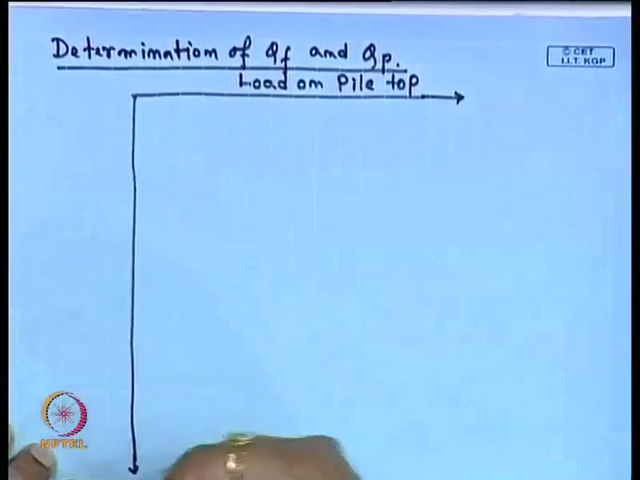 Determination of Qf and Qp.
© CET
I.I.T. KGP
Load on Pile top
NPTEL